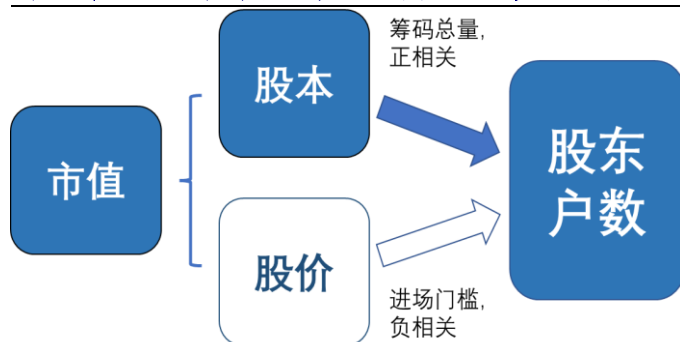 筹码总量,
正相关
股本
市值
股东
户数
股价
进场门槛,
负相关